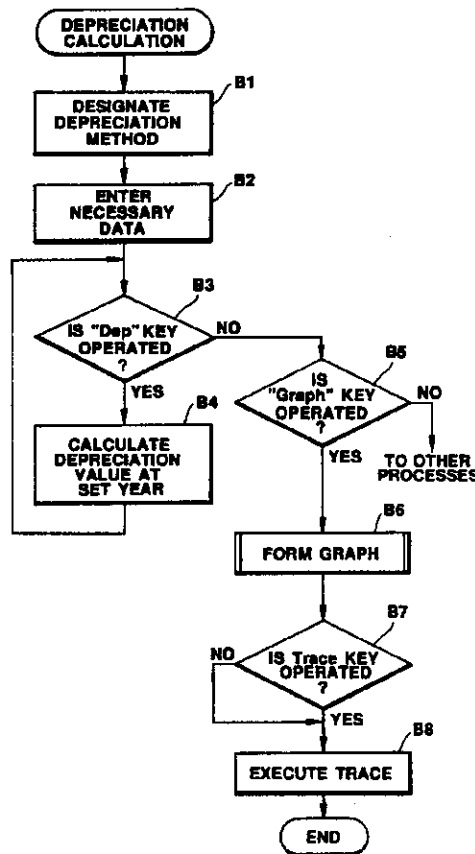 DEPRECIATION
CALCULATION
B1
DESIGNATE
DEPRECIATION
METHOD
B2
ENTER
NECESSARY
DATA
B3
IS "Dep" KEY
OPERATED
?
NO
YES
B4
CALCULATE
DEPRECIATION
VALUE AT
SET YEAR
B5
IS
"Graph" KEY
OPERATED
?
NO
YES
TO OTHER
PROCESSES
B6
FORM GRAPH
B7
IS Trace KEY
OPERATED
?
NO
YES
B8
EXECUTE TRACE
END